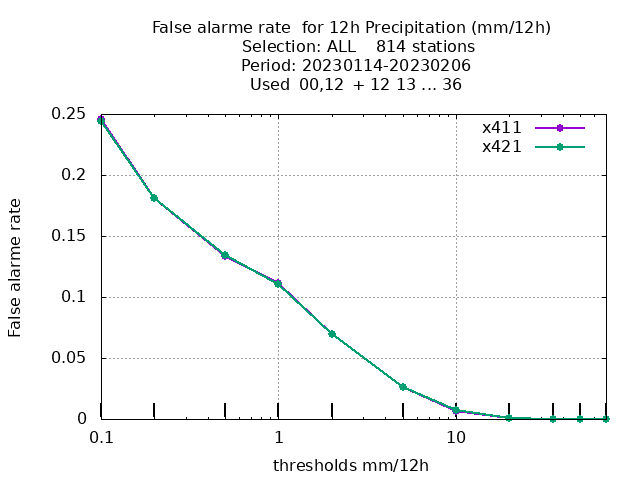 False alarme rate  for 12h Precipitation (mm/12h)
Selection: ALL    814 stations
Period: 20230114-20230206
Used  00,12  + 12 13 ... 36
0.25
x411
x421
0.2
0.15
0.1
0.05
0
False alarme rate
0.1
1
10
thresholds mm/12h